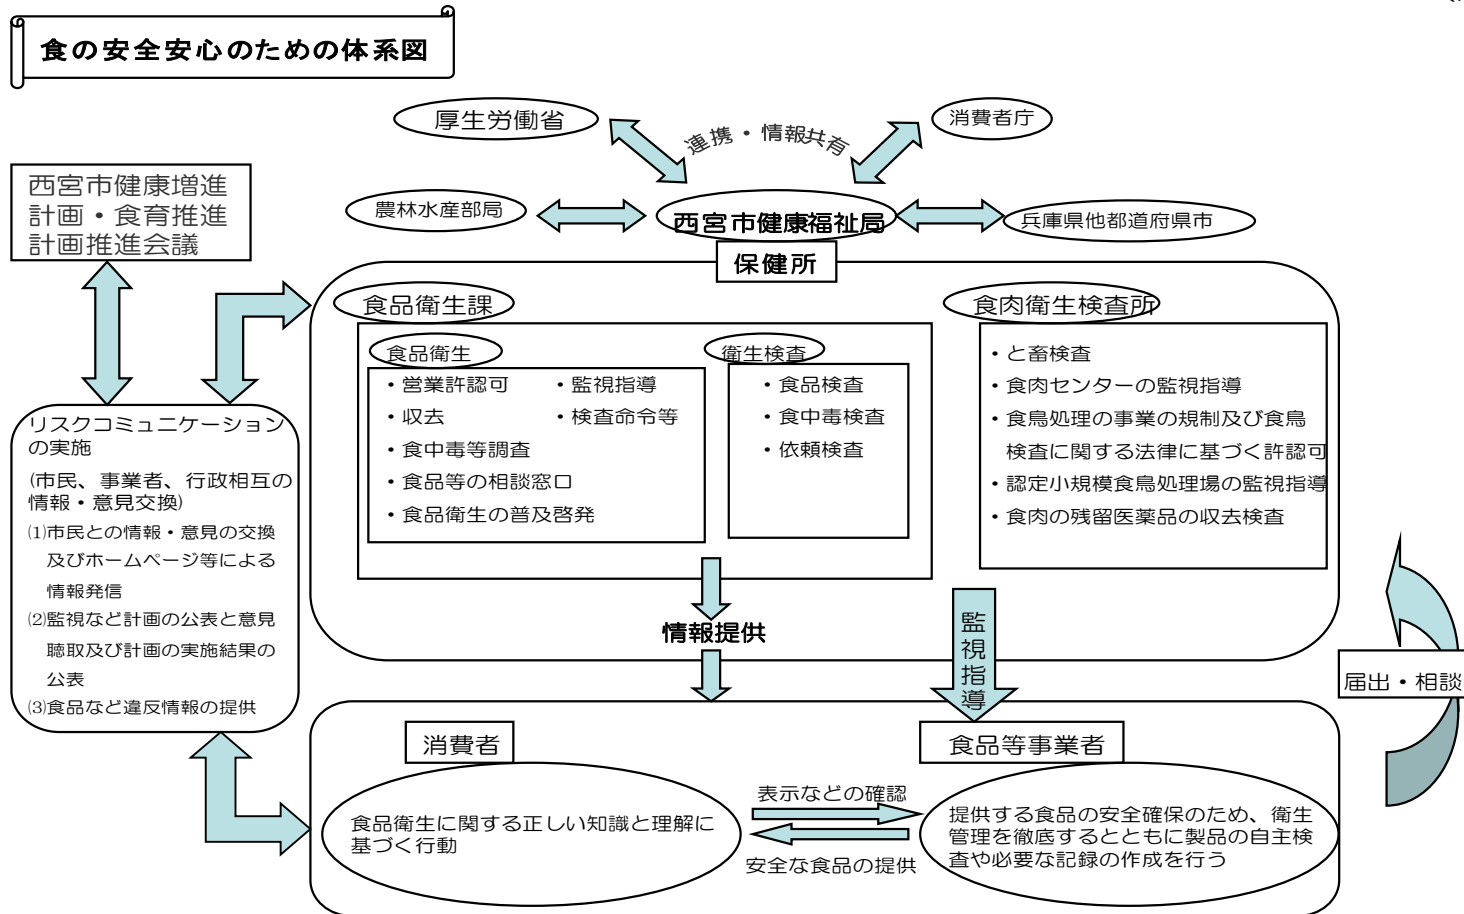 食の安全安心のための体系図
厚生労働省
連携・情報共有
消費者庁
西宮市健康増進
計画・食育推進
計画推進会議
農林水産部局
西宮市健康福祉局
兵庫県他都道府県市
保健所
食品衛生課
食品衛生
・営業許認可 ・監視指導
・収去 ・検査命令等
・食中毒等調査
・食品等の相談窓口
・食品衛生の普及啓発
衛生検査
・食品検査
・食中毒検査
・依頼検査
食肉衛生検査所
・と畜検査
・食肉センターの監視指導
・食鳥処理の事業の規制及び食鳥
検査に関する法律に基づく許認可
・認定小規模食鳥処理場の監視指導
・食肉の残留医薬品の収去検査
リスクコミュニケーション
の実施
(市民、事業者、行政相互の
情報・意見交換)
⑴市民との情報・意見の交換
及びホームページ等による
情報発信
⑵監視など計画の公表と意見
聴取及び計画の実施結果の
公表
⑶食品など違反情報の提供
情報提供
監視指導
届出・相談
消費者
食品衛生に関する正しい知識と理解に
基づく行動
表示などの確認
安全な食品の提供
食品等事業者
提供する食品の安全確保のため、衛生
管理を徹底するとともに製品の自主検
査や必要な記録の作成を行う